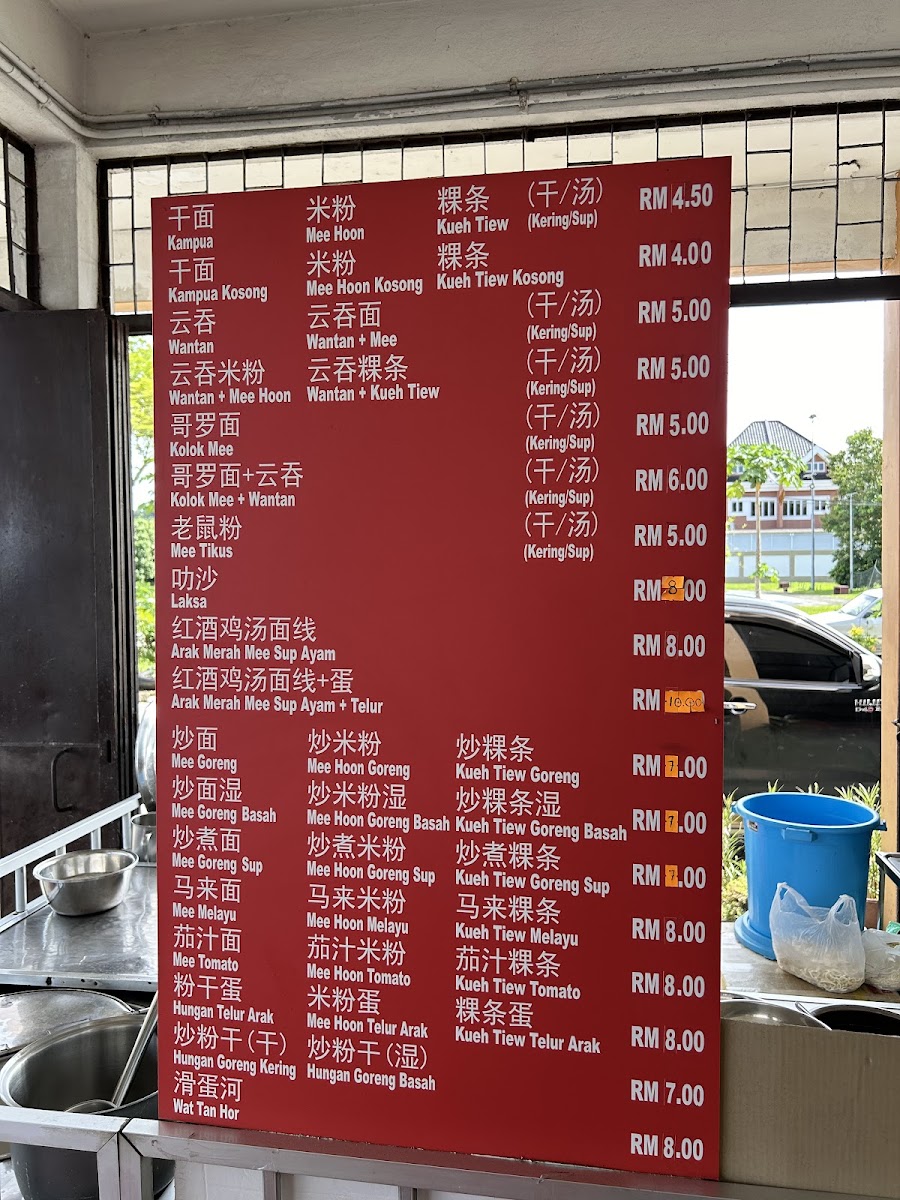 干面 米粉 粿条 (干/汤) RM 4.50
Kampua Mee Hoon Kueh Tiew (Kering/Sup)
干面 米粉 粿条 RM 4.00
Kampua Kosong Mee Hoon Kosong Kueh Tiew Kosong
云吞 云吞面 (干/汤) RM 5.00
Wantan Wantan + Mee (Kering/Sup)
云吞米粉 云吞粿条 (干/汤) RM 5.00
Wantan + Mee Hoon Wantan + Kueh Tiew (Kering/Sup)
哥罗面 (干/汤) RM 5.00
Kolok Mee (Kering/Sup)
哥罗面+云吞 (干/汤) RM 6.00
Kolok Mee + Wantan (Kering/Sup)
老鼠粉 (干/汤) RM 5.00
Mee Tikus (Kering/Sup)
叻沙 RM 8.00
Laksa
红酒鸡汤面线 RM 8.00
Arak Merah Mee Sup Ayam
红酒鸡汤面线+蛋 RM 10.00
Arak Merah Mee Sup Ayam + Telur
炒面 炒米粉 炒粿条 RM 7.00
Mee Goreng Mee Hoon Goreng Kueh Tiew Goreng
炒面湿 炒米粉湿 炒粿条湿 RM 7.00
Mee Goreng Basah Mee Hoon Goreng Basah Kueh Tiew Goreng Basah
炒煮面 炒煮米粉 炒煮粿条 RM 7.00
Mee Goreng Sup Mee Hoon Goreng Sup Kueh Tiew Goreng Sup
马来面 马来米粉 马来粿条 RM 8.00
Mee Melayu Mee Hoon Melayu Kueh Tiew Melayu
茄汁面 茄汁米粉 茄汁粿条 RM 8.00
Mee Tomato Mee Hoon Tomato Kueh Tiew Tomato
粉干蛋 米粉蛋 粿条蛋 RM 8.00
Hungan Telur Arak Mee Hoon Telur Arak Kueh Tiew Telur Arak
炒粉干(干) 炒粉干(湿) RM 7.00
Hungan Goreng Kering Hungan Goreng Basah
滑蛋河 RM 8.00
Wat Tan Hor